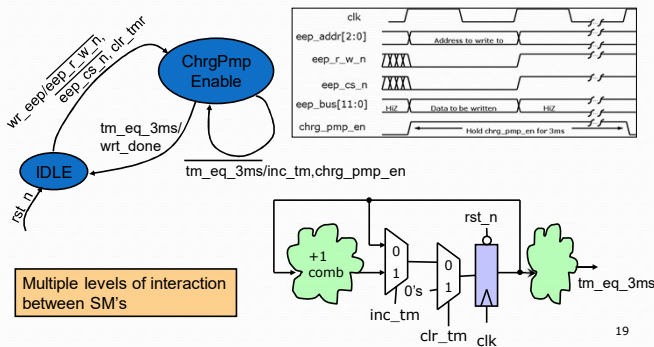 wr_eep/eep_r_w_n,
eep_cs_n, clr_tmr
ChrgPmp
Enable
tm_eq_3ms/
wrt_done
IDLE
rst_n
tm_eq_3ms/inc_tm,chrg_pmp_en
clk
eep_addr[2:0]
Address to write to
eep_r_w_n
eep_cs_n
eep_bus[11:0]
HiZ
Data to be written
HiZ
chrg_pmp_en
Hold chrg_pmp_en for 3ms
Multiple levels of interaction
between SM's
+1
comb
0
1
inc_tm
0's
0
1
clr_tm
rst_n
clk
tm_eq_3ms
19